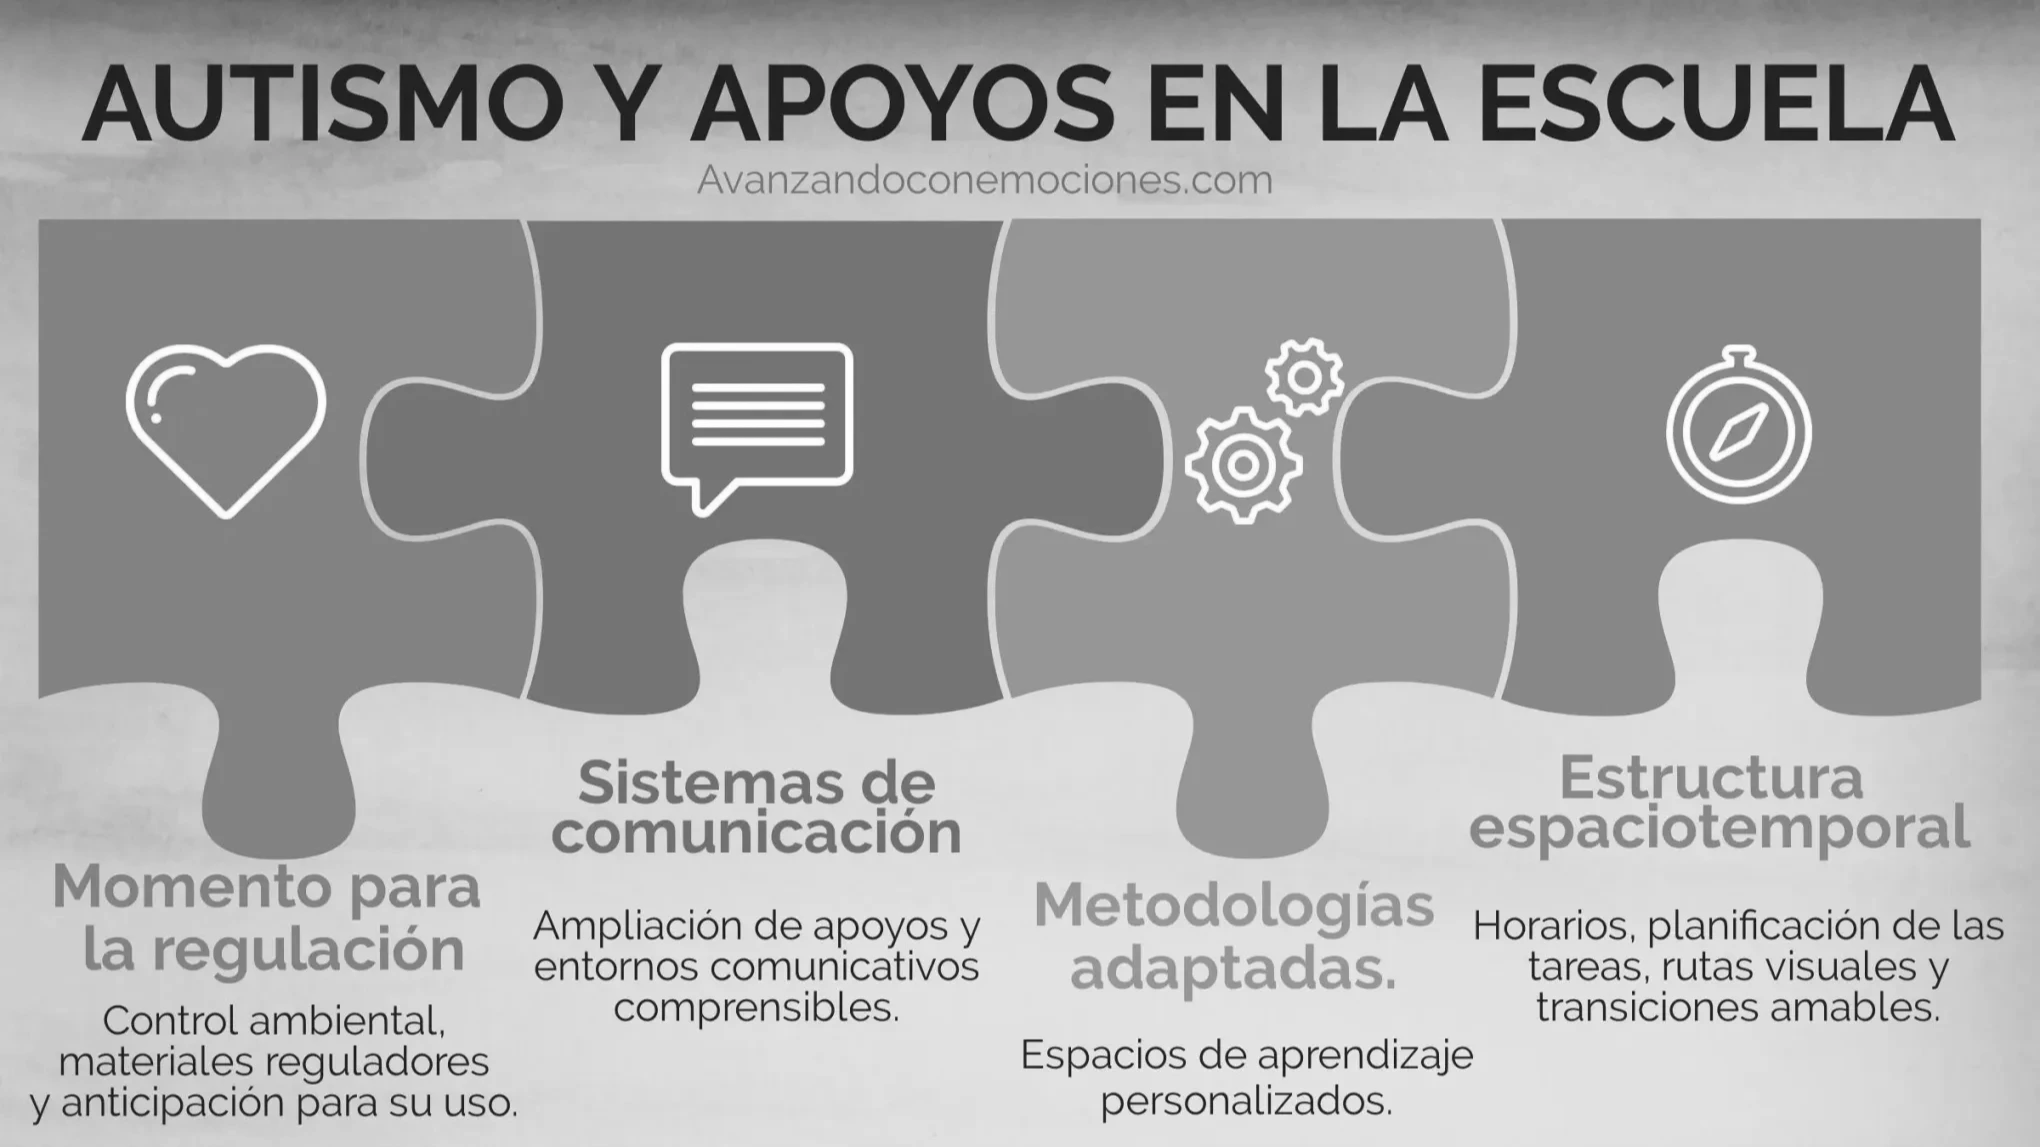 AUTISMO Y APOYOS EN LA ESCUELA
Avanzandoconemociones.com
Momento para
la regulación
Control ambiental,
materiales reguladores
y anticipación para su uso.
Sistemas de
comunicación
Ampliación de apoyos y
entornos comunicativos
comprensibles.
Metodologías
adaptadas.
Espacios de aprendizaje
personalizados.
Estructura
espaciotemporal
Horarios, planificación de las
tareas, rutas visuales y
transiciones amables.